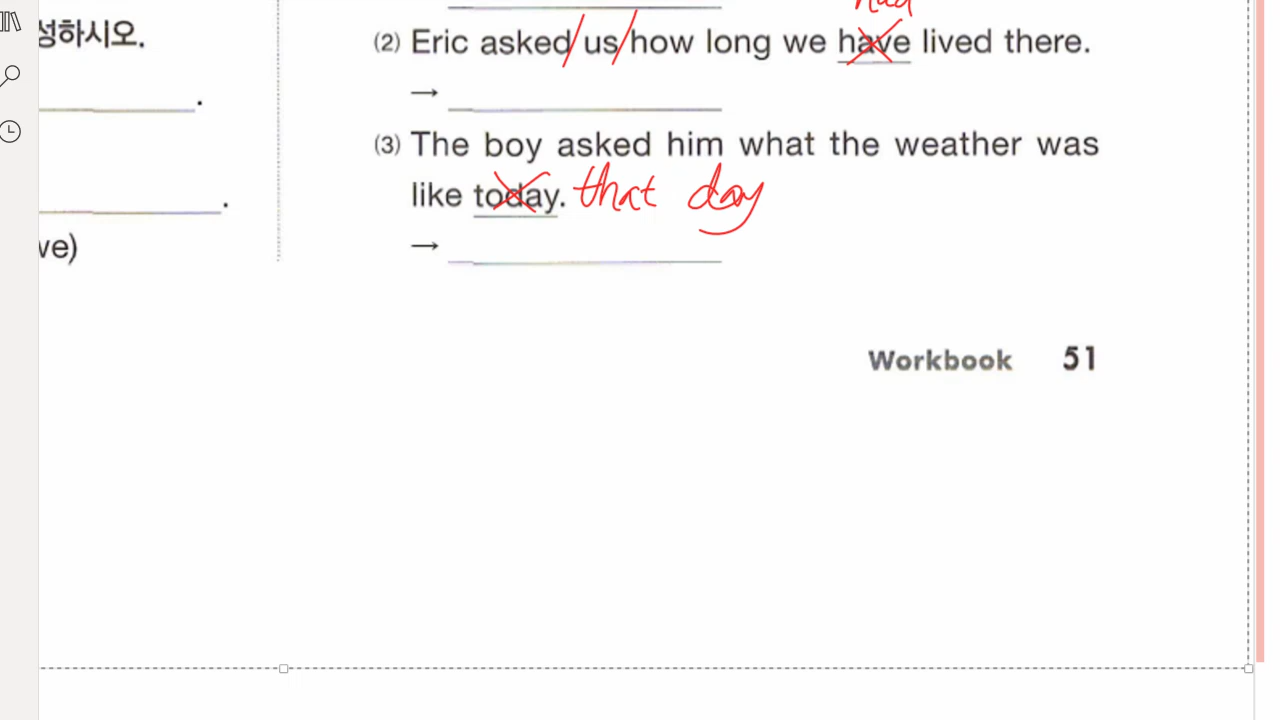 성하시오.
.
.
ve)
had
(2) Eric asked/us/how long we have lived there.
→
(3) The boy asked him what the weather was
like today. that day
→
Workbook 51